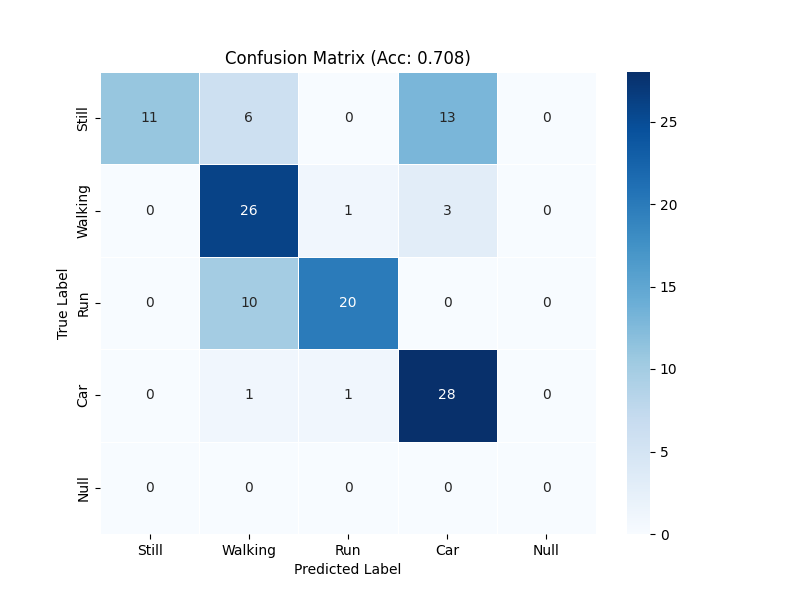 Confusion Matrix (Acc: 0.708)
True Label
Still 11 6 0 13 0
Walking 0 26 1 3 0
Run 0 10 20 0 0
Car 0 1 1 28 0
Null 0 0 0 0 0
Still Walking Run Car Null
Predicted Label
25
20
15
10
5
0